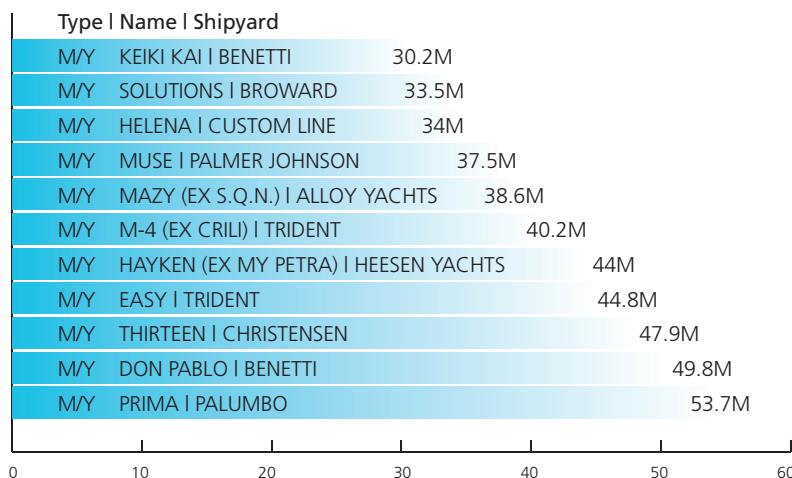 Type | Name | Shipyard
M/Y KEIKI KAI | BENETTI 30.2M
M/Y SOLUTIONS | BROWARD 33.5M
M/Y HELENA | CUSTOM LINE 34M
M/Y MUSE | PALMER JOHNSON 37.5M
M/Y MAZY (EX S.Q.N.) | ALLOY YACHTS 38.6M
M/Y M-4 (EX CRILI) | TRIDENT 40.2M
M/Y HAYKEN (EX MY PETRA) | HEESEN YACHTS 44M
M/Y EASY | TRIDENT 44.8M
M/Y THIRTEEN | CHRISTENSEN 47.9M
M/Y DON PABLO | BENETTI 49.8M
M/Y PRIMA | PALUMBO 53.7M
0 10 20 30 40 50 60